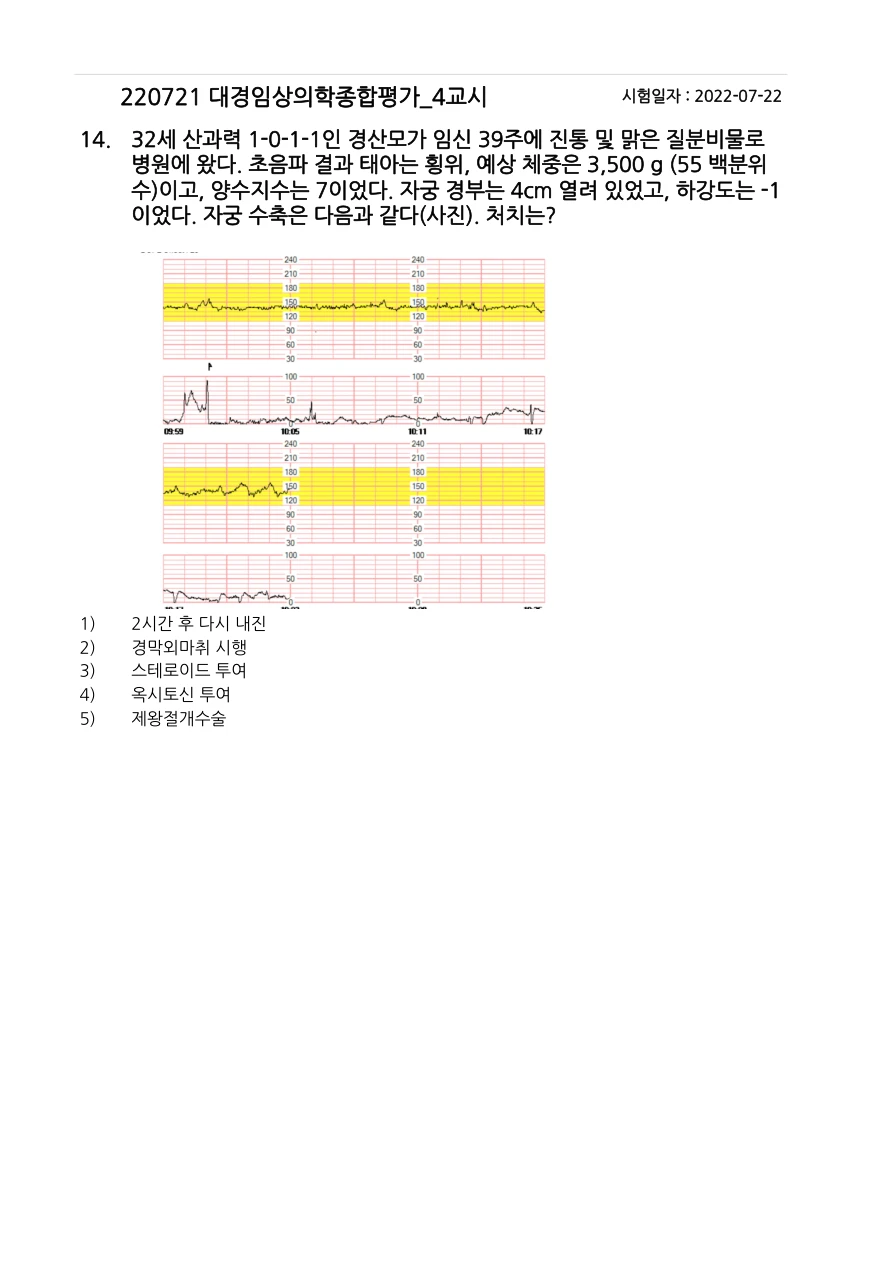 220721 대경임상의학종합평가_4교시
시험일자 : 2022-07-22
14. 32세 산과력 1-0-1-1인 경산모가 임신 39주에 진통 및 맑은 질분비물로
병원에 왔다. 초음파 결과 태아는 횡위, 예상 체중은 3,500 g (55 백분위
수)이고, 양수지수는 7이었다. 자궁 경부는 4cm 열려 있었고, 하강도는 -1
이었다. 자궁 수축은 다음과 같다(사진). 처치는?
240 240
210 210
180 180
150 150
120 120
90 90
60 60
30 30
100 100
50 50
0 0
09:59 10:05 10:11 10:17
240 240
210 210
180 180
150 150
120 120
90 90
60 60
30 30
100 100
50 50
0 0
1) 2시간 후 다시 내진
2) 경막외마취 시행
3) 스테로이드 투여
4) 옥시토신 투여
5) 제왕절개수술